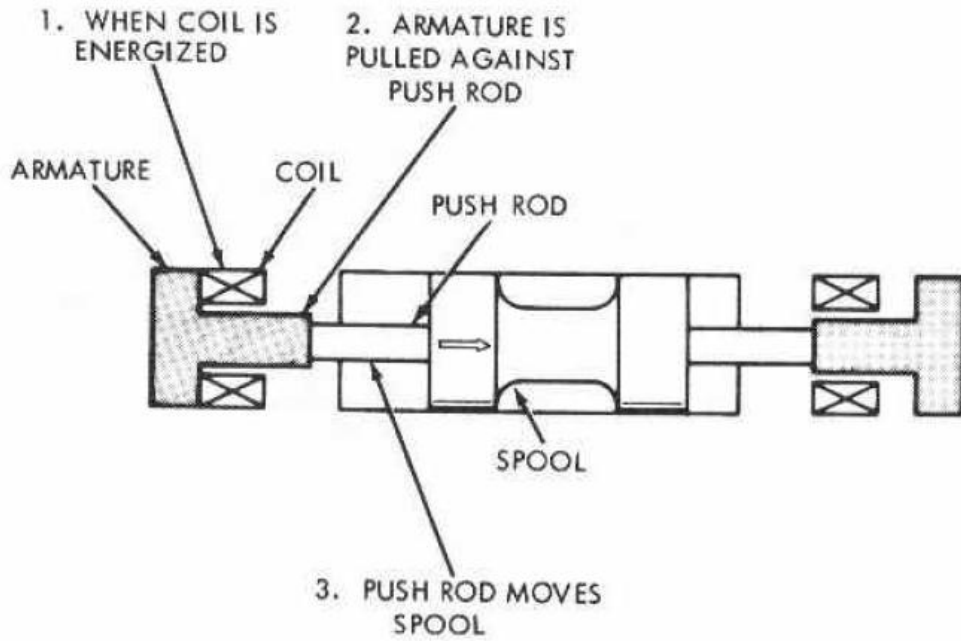 1. WHEN COIL IS
ENERGIZED
2. ARMATURE IS
PULLED AGAINST
PUSH ROD
ARMATURE
COIL
PUSH ROD
SPOOL
3. PUSH ROD MOVES
SPOOL